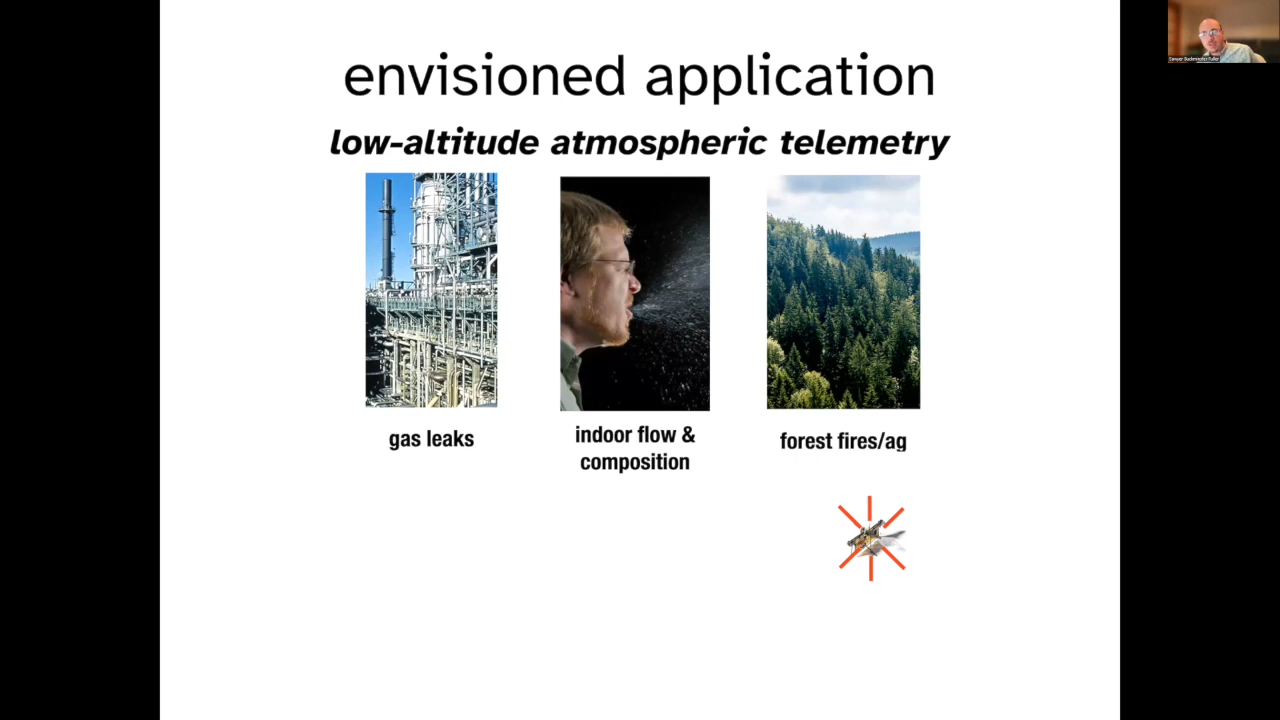 envisioned application
low-altitude atmospheric telemetry
gas leaks
indoor flow &
composition
forest fires/ag